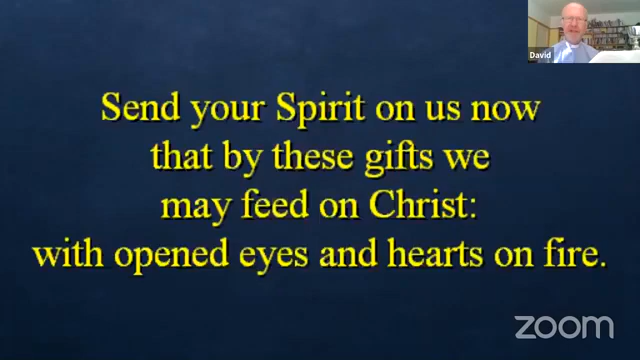 David
Send your Spirit on us now
that by these gifts we
may feed on Christ:
with opened eyes and hearts on fire.
zoom